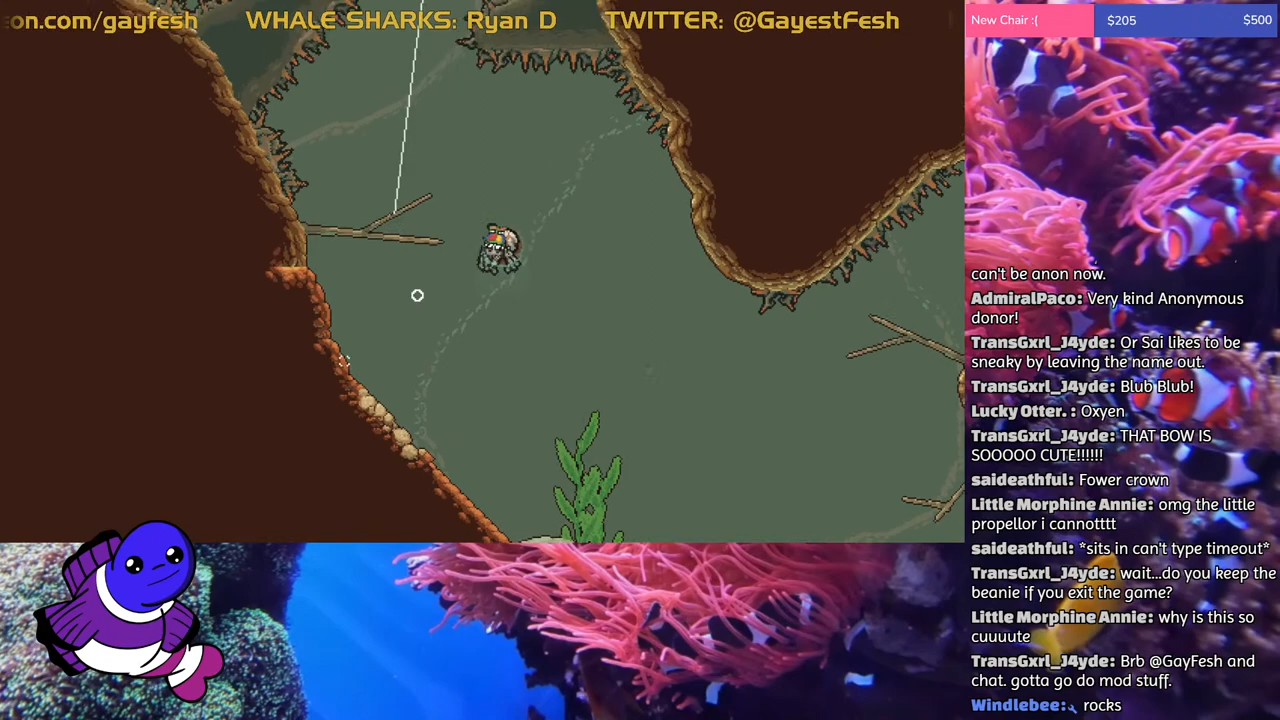 on.com/gayfesh WHALE SHARKS: Ryan D TWITTER: @GayestFesh
New Chair :( $205 $500
can't be anon now.
AdmiralPaco: Very kind Anonymous
donor!
TransGxrl_J4yde: Or Sai likes to be
sneaky by leaving the name out.
TransGxrl_J4yde: Blub Blub!
Lucky Otter. : Oxyen
TransGxrl_J4yde: THAT BOW IS
SOOOOO CUTE!!!!!!
saideathful: Fower crown
Little Morphine Annie: omg the little
propellor i cannotttt
saideathful: *sits in can't type timeout*
TransGxrl_J4yde: wait...do you keep the
beanie if you exit the game?
Little Morphine Annie: why is this so
cuuuute
TransGxrl_J4yde: Brb @GayFesh and
chat. gotta go do mod stuff.
Windlebee: rocks